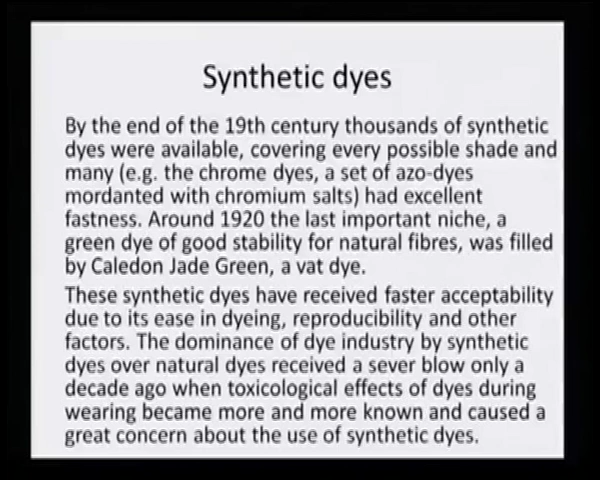 Synthetic dyes
By the end of the 19th century thousands of synthetic
dyes were available, covering every possible shade and
many (e.g. the chrome dyes, a set of azo-dyes
mordanted with chromium salts) had excellent
fastness. Around 1920 the last important niche, a
green dye of good stability for natural fibres, was filled
by Caledon Jade Green, a vat dye.
These synthetic dyes have received faster acceptability
due to its ease in dyeing, reproducibility and other
factors. The dominance of dye industry by synthetic
dyes over natural dyes received a sever blow only a
decade ago when toxicological effects of dyes during
wearing became more and more known and caused a
great concern about the use of synthetic dyes.